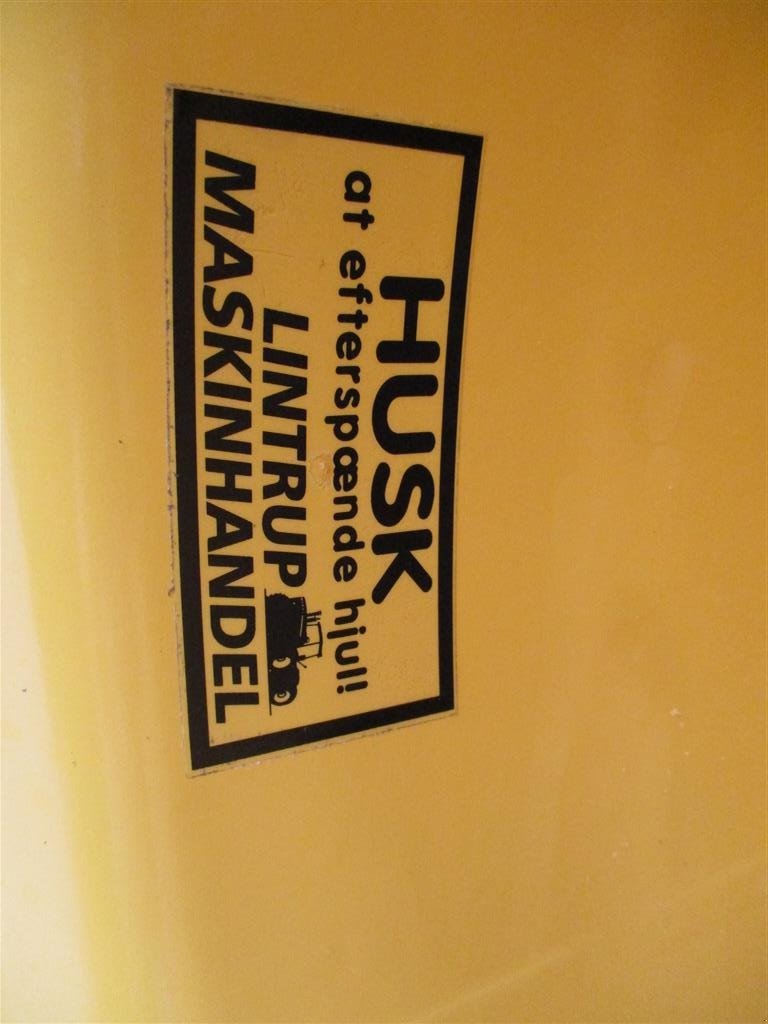 HUSK
at efterspænde hjul!
LINTRUP
MASKINHANDEL